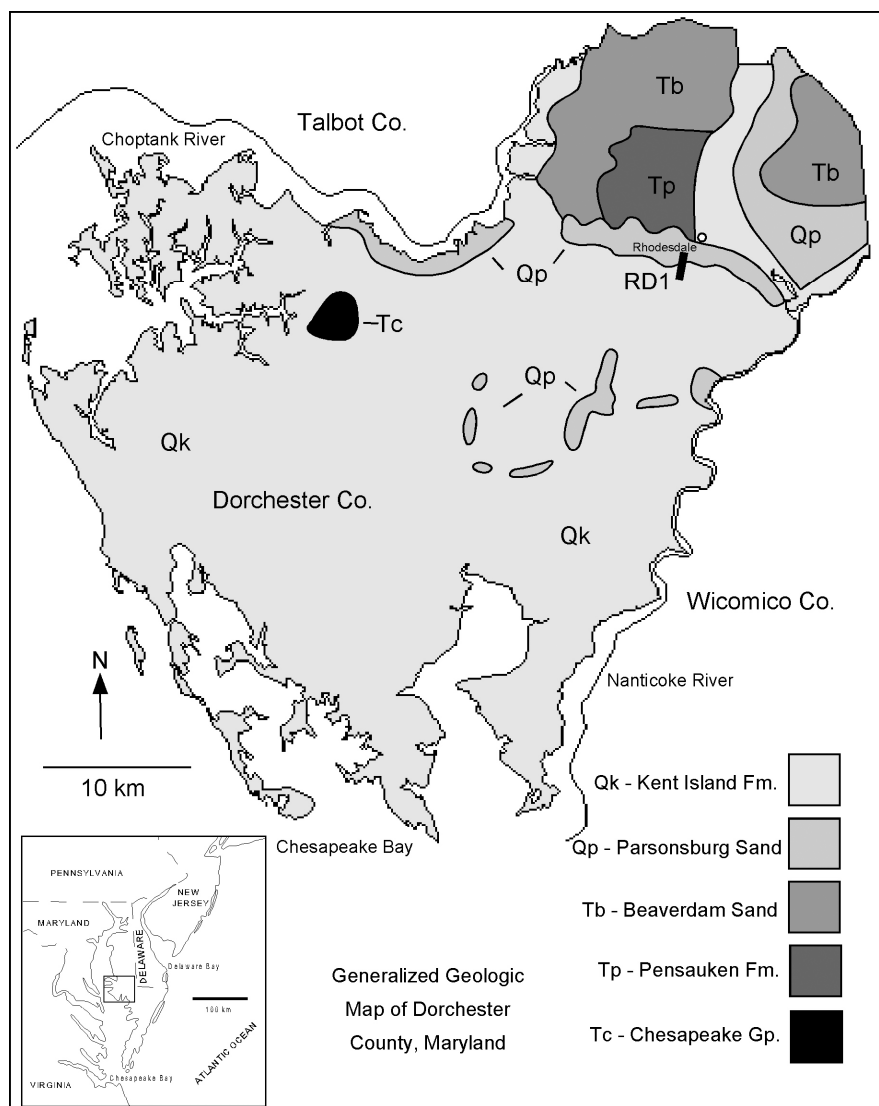 Talbot Co.
Choptank River
Tb
Tp
Tb
Qp
Rhodesdale
RD1
Qp
Tc
Qp
Qk
Dorchester Co.
Qk
Wicomico Co.
N
Nanticoke River
10 km
Chesapeake Bay
Qk - Kent Island Fm.
Qp - Parsonsburg Sand
Tb - Beaverdam Sand
Tp - Pensauken Fm.
Tc - Chesapeake Gp.
Generalized Geologic
Map of Dorchester
County, Maryland
PENNSYLVANIA
NEW
JERSEY
MARYLAND
DELAWARE
Delaware Bay
100 km
ATLANTIC OCEAN
Chesapeake Bay
VIRGINIA